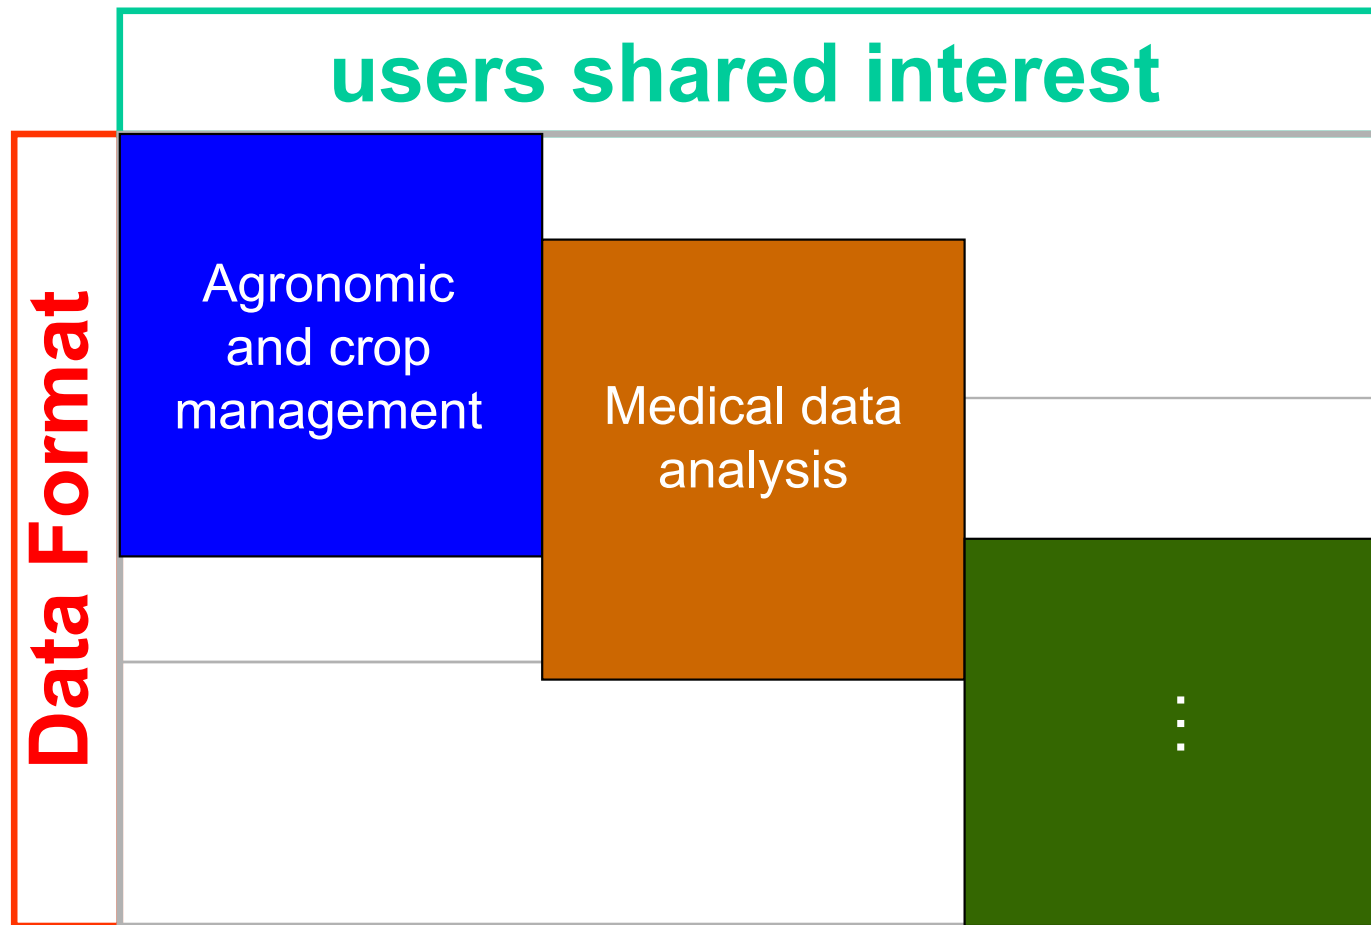 users shared interest
Data Format
Agronomic
and crop
management
Medical data
analysis
⋮